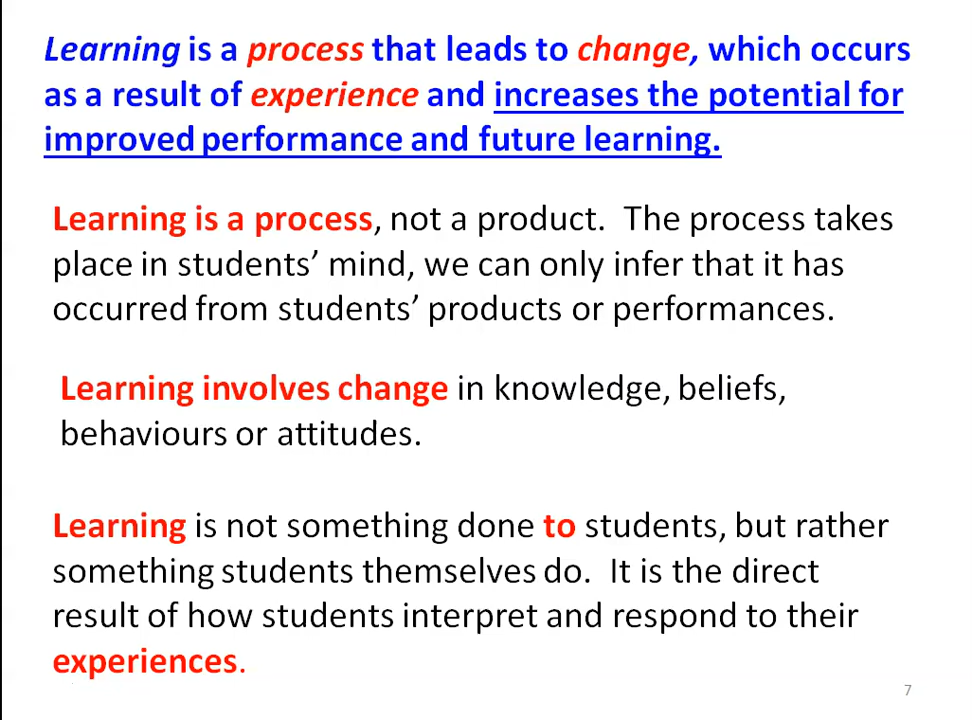 Learning is a process that leads to change, which occurs
as a result of experience and increases the potential for
improved performance and future learning.
Learning is a process, not a product.  The process takes
place in students’ mind, we can only infer that it has
occurred from students’ products or performances.
Learning involves change in knowledge, beliefs,
behaviours or attitudes.
Learning is not something done to students, but rather
something students themselves do.  It is the direct
result of how students interpret and respond to their
experiences.
7